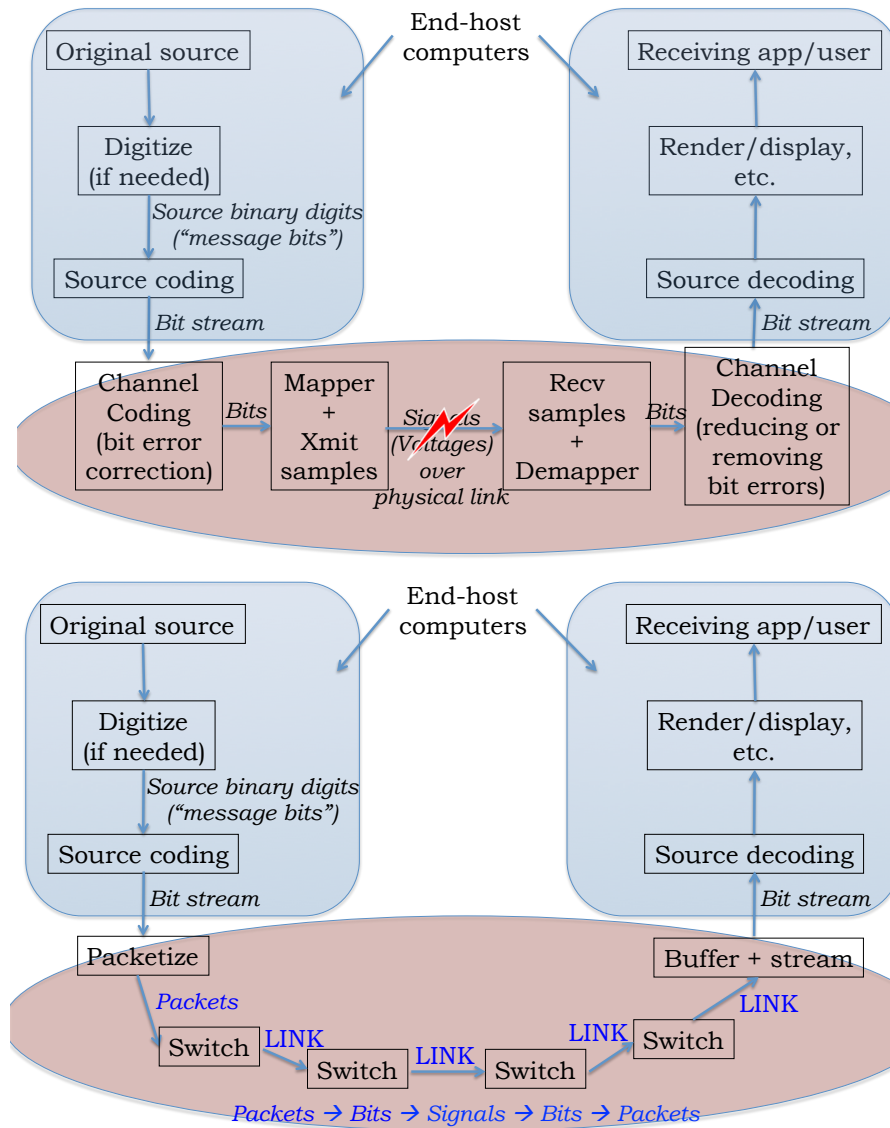 End-host
computers
Original source
Receiving app/user
Digitize
(if needed)
Render/display,
etc.
Source binary digits
(“message bits”)
Source coding
Source decoding
Bit stream
Bit stream
Channel
Coding
(bit error
correction)
Bits
Mapper
+
Xmit
samples
Signals
(Voltages)
over
physical link
Recv
samples
+
Demapper
Bits
Channel
Decoding
(reducing or
removing
bit errors)
End-host
computers
Original source
Receiving app/user
Digitize
(if needed)
Render/display,
etc.
Source binary digits
(“message bits”)
Source coding
Source decoding
Bit stream
Bit stream
Packetize
Buffer + stream
Packets
LINK
Switch
LINK
Switch
LINK
Switch
LINK
Switch
Packets → Bits → Signals → Bits → Packets